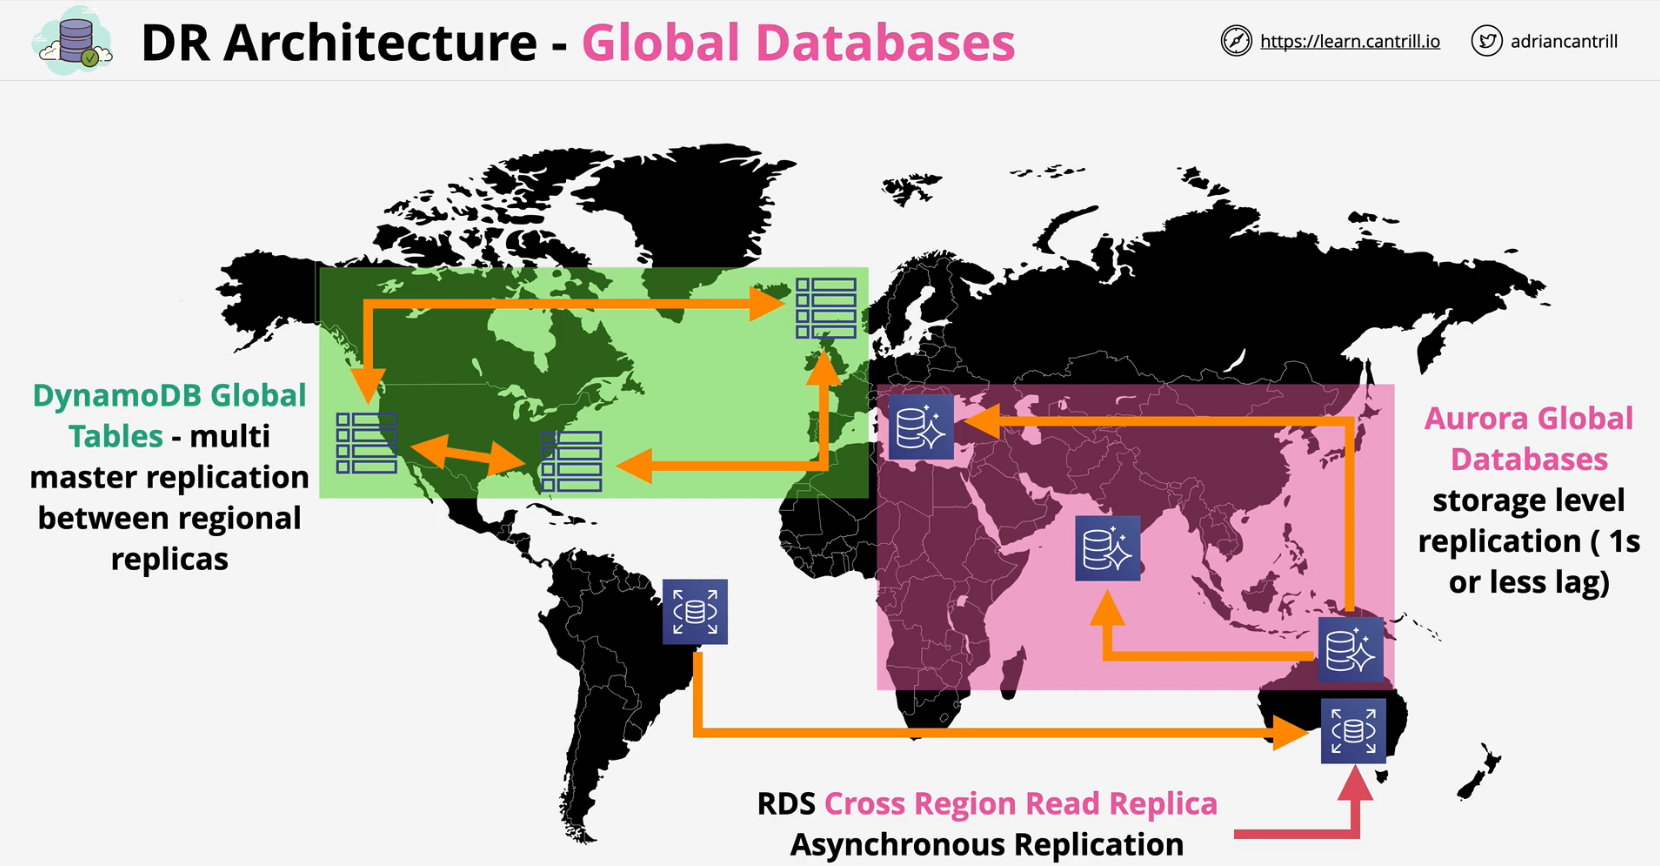 DR Architecture - Global Databases
https://learn.cantrill.io
adriancantrill
DynamoDB Global
Tables - multi
master replication
between regional
replicas
Aurora Global
Databases
storage level
replication ( 1s
or less lag)
RDS Cross Region Read Replica
Asynchronous Replication